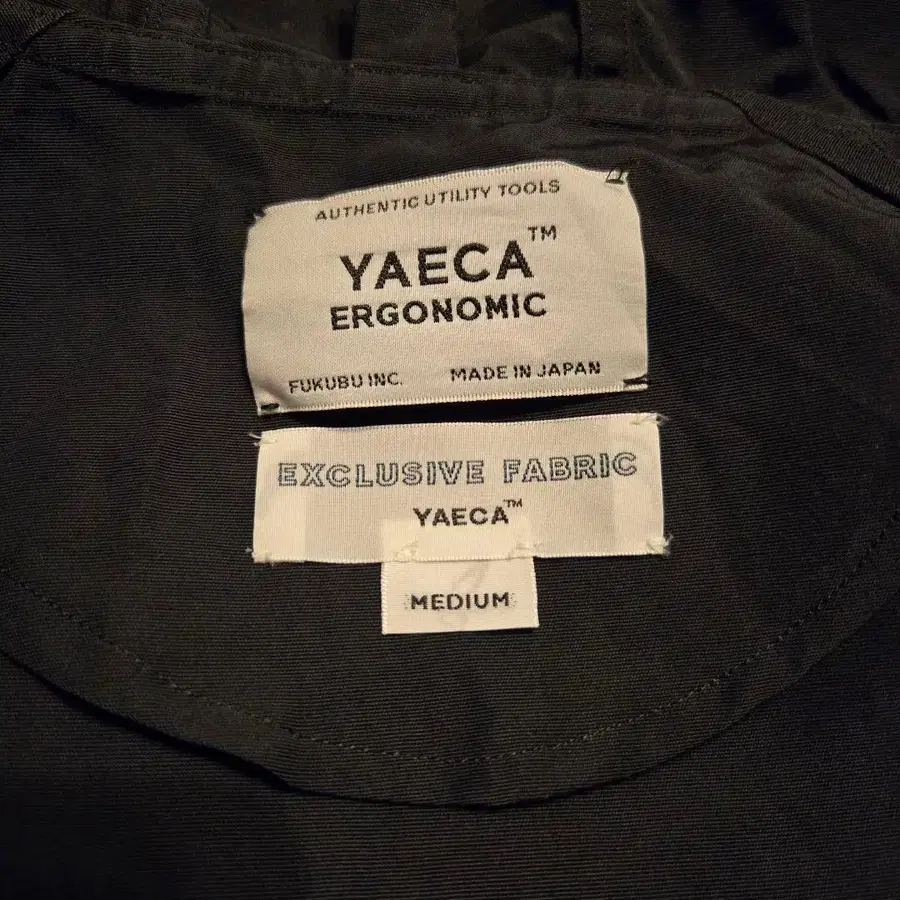 AUTHENTIC UTILITY TOOLS
YAECA™
ERGONOMIC
FUKUBU INC. MADE IN JAPAN
EXCLUSIVE FABRIC
YAECA™
MEDIUM